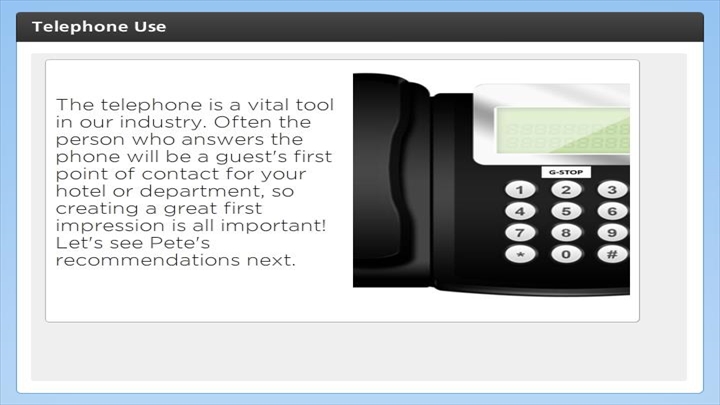 Telephone Use
The telephone is a vital tool
in our industry. Often the
person who answers the
phone will be a guest's first
point of contact for your
hotel or department, so
creating a great first
impression is all important!
Let's see Pete's
recommendations next.
G-STOP
1 2 3
4 5 6
7 8 9
* 0 #